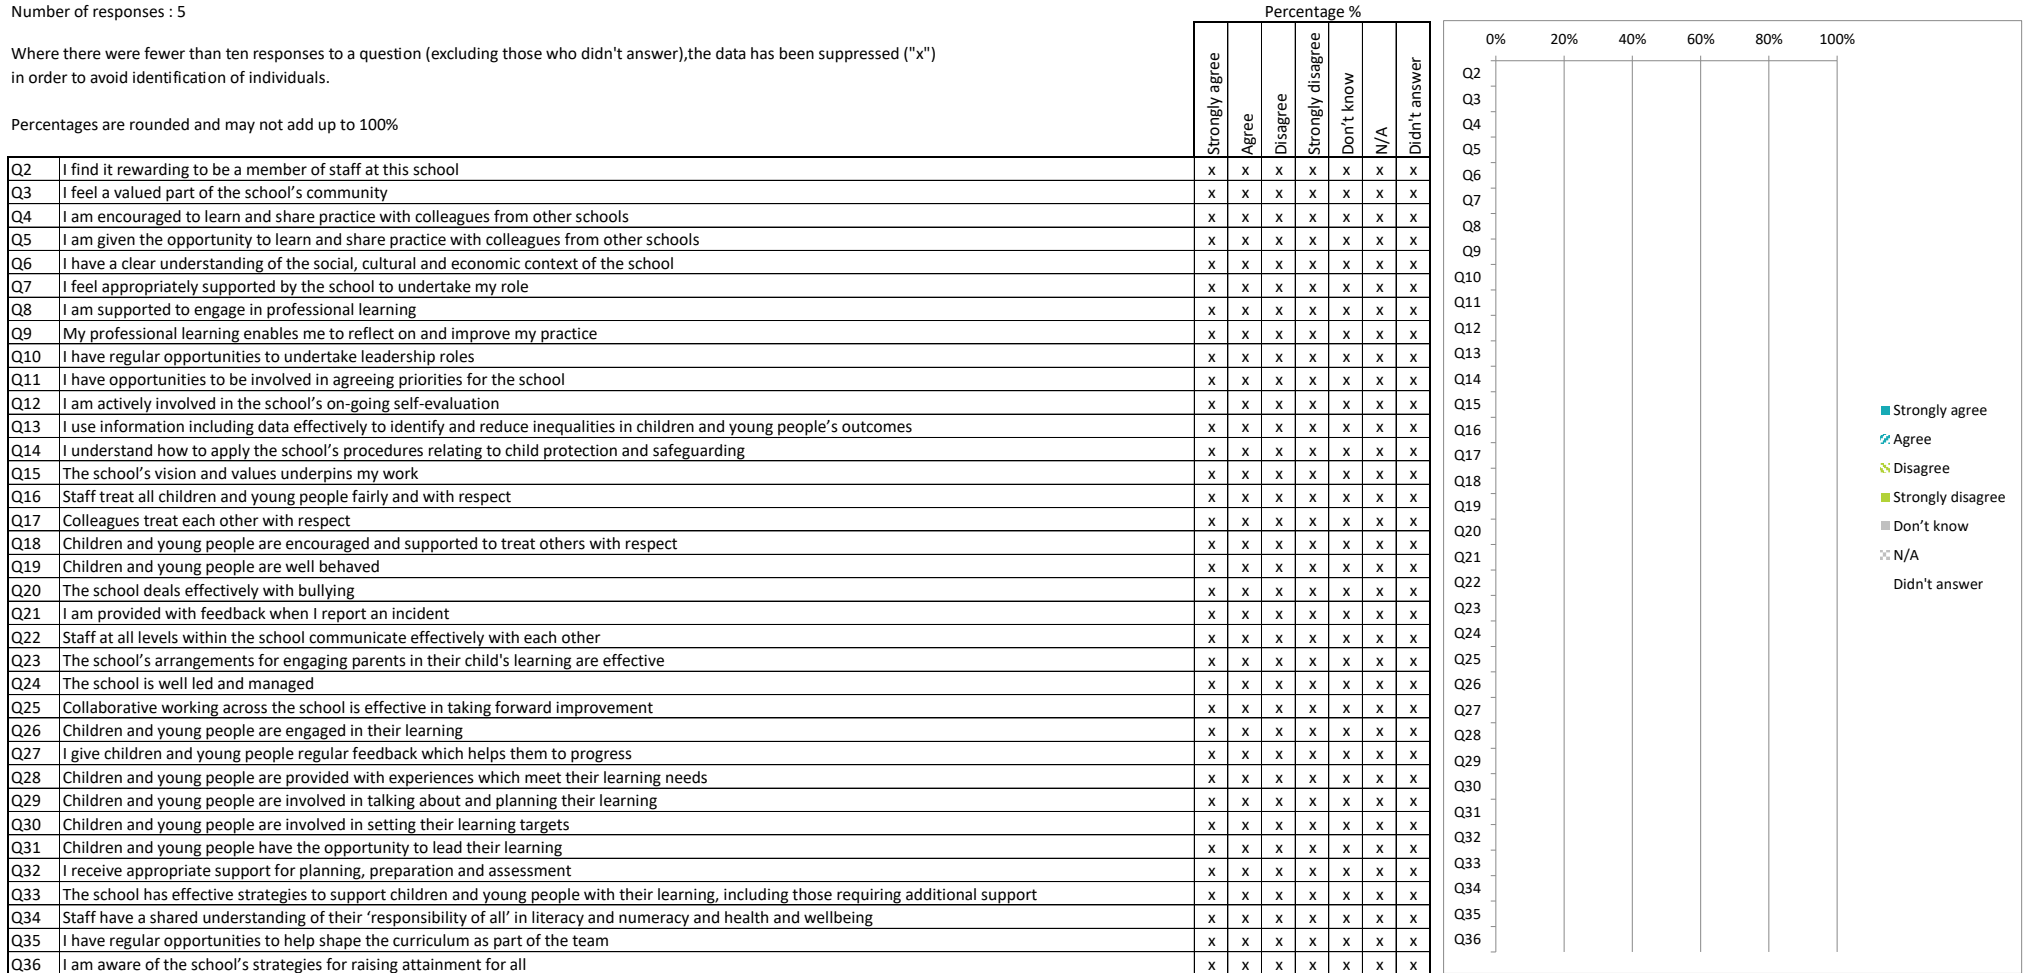 Number of responses : 5
Percentage %
Where there were fewer than ten responses to a question (excluding those who didn't answer),the data has been suppressed ("x")
in order to avoid identification of individuals.
Percentages are rounded and may not add up to 100%
Strongly agree
Agree
Disagree
Strongly disagree
Don't know
N/A
Didn't answer
Q2 I find it rewarding to be a member of staff at this school x x x x x x x
Q3 I feel a valued part of the school’s community x x x x x x x
Q4 I am encouraged to learn and share practice with colleagues from other schools x x x x x x x
Q5 I am given the opportunity to learn and share practice with colleagues from other schools x x x x x x x
Q6 I have a clear understanding of the social, cultural and economic context of the school x x x x x x x
Q7 I feel appropriately supported by the school to undertake my role x x x x x x x
Q8 I am supported to engage in professional learning x x x x x x x
Q9 My professional learning enables me to reflect on and improve my practice x x x x x x x
Q10 I have regular opportunities to undertake leadership roles x x x x x x x
Q11 I have opportunities to be involved in agreeing priorities for the school x x x x x x x
Q12 I am actively involved in the school’s on-going self-evaluation x x x x x x x
Q13 I use information including data effectively to identify and reduce inequalities in children and young people’s outcomes x x x x x x x
Q14 I understand how to apply the school’s procedures relating to child protection and safeguarding x x x x x x x
Q15 The school’s vision and values underpins my work x x x x x x x
Q16 Staff treat all children and young people fairly and with respect x x x x x x x
Q17 Colleagues treat each other with respect x x x x x x x
Q18 Children and young people are encouraged and supported to treat others with respect x x x x x x x
Q19 Children and young people are well behaved x x x x x x x
Q20 The school deals effectively with bullying x x x x x x x
Q21 I am provided with feedback when I report an incident x x x x x x x
Q22 Staff at all levels within the school communicate effectively with each other x x x x x x x
Q23 The school’s arrangements for engaging parents in their child's learning are effective x x x x x x x
Q24 The school is well led and managed x x x x x x x
Q25 Collaborative working across the school is effective in taking forward improvement x x x x x x x
Q26 Children and young people are engaged in their learning x x x x x x x
Q27 I give children and young people regular feedback which helps them to progress x x x x x x x
Q28 Children and young people are provided with experiences which meet their learning needs x x x x x x x
Q29 Children and young people are involved in talking about and planning their learning x x x x x x x
Q30 Children and young people are involved in setting their learning targets x x x x x x x
Q31 Children and young people have the opportunity to lead their learning x x x x x x x
Q32 I receive appropriate support for planning, preparation and assessment x x x x x x x
Q33 The school has effective strategies to support children and young people with their learning, including those requiring additional support x x x x x x x
Q34 Staff have a shared understanding of their ‘responsibility of all’ in literacy and numeracy and health and wellbeing x x x x x x x
Q35 I have regular opportunities to help shape the curriculum as part of the team x x x x x x x
Q36 I am aware of the school’s strategies for raising attainment for all x x x x x x x
0% 20% 40% 60% 80% 100%
Q2
Q3
Q4
Q5
Q6
Q7
Q8
Q9
Q10
Q11
Q12
Q13
Q14
Q15
Q16
Q17
Q18
Q19
Q20
Q21
Q22
Q23
Q24
Q25
Q26
Q27
Q28
Q29
Q30
Q31
Q32
Q33
Q34
Q35
Q36
Strongly agree
Agree
Disagree
Strongly disagree
Don’t know
N/A
Didn't answer